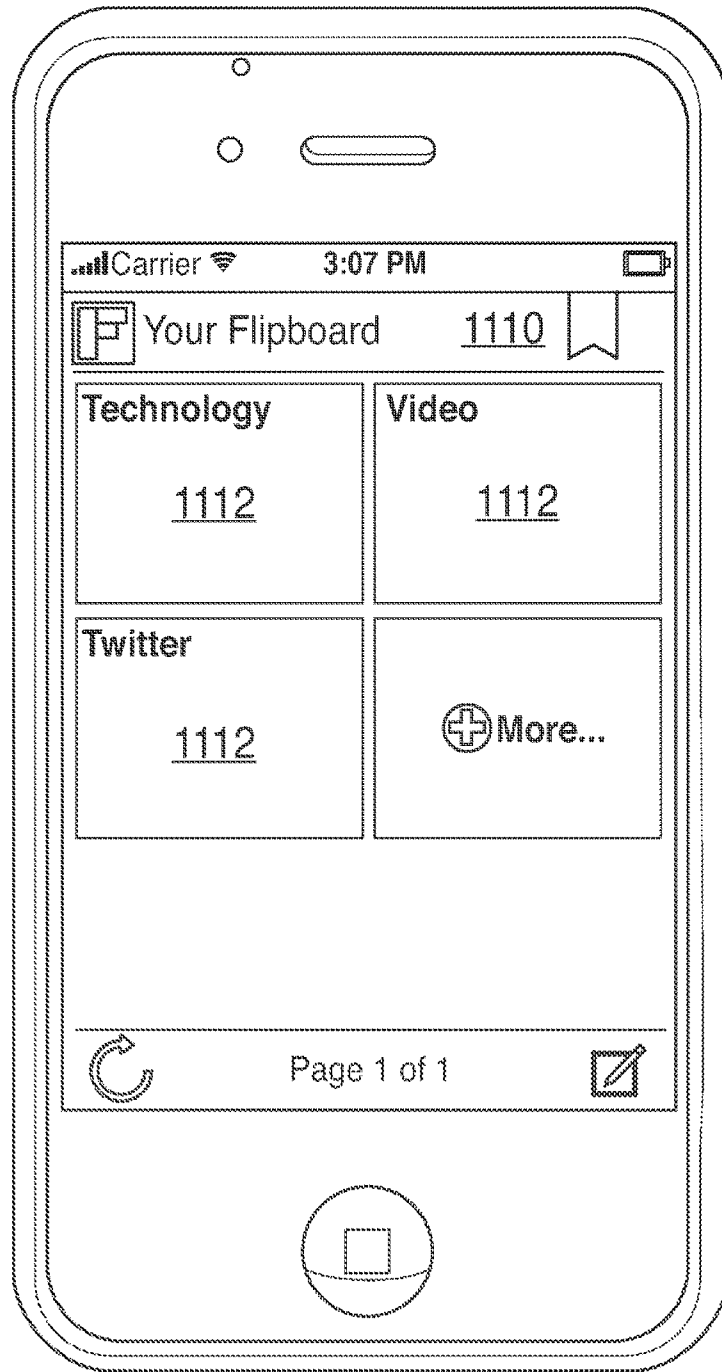 Carrier 3:07 PM
Your Flipboard 1110
Technology Video
1112 1112
Twitter
1112 More...
Page 1 of 1